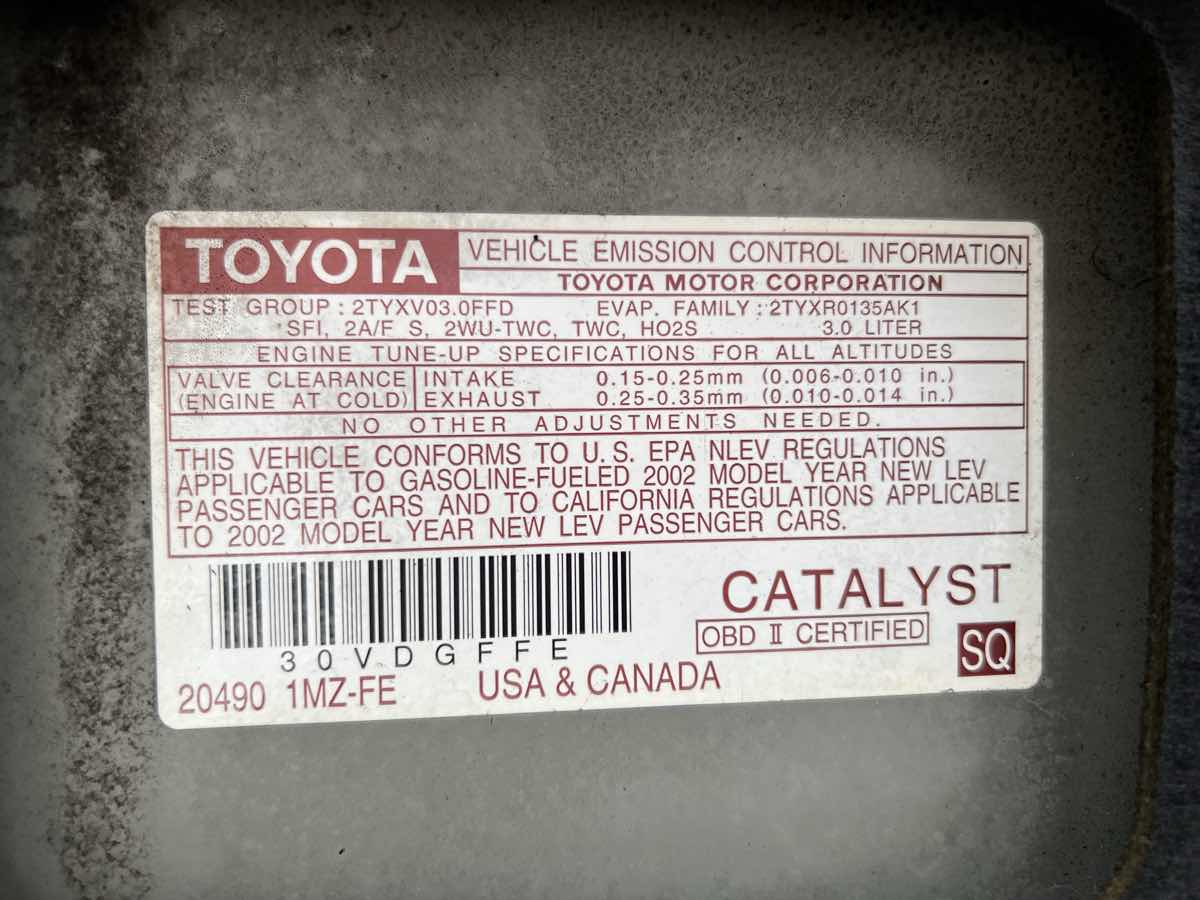 TOYOTA VEHICLE EMISSION CONTROL INFORMATION
TOYOTA MOTOR CORPORATION
TEST GROUP : 2TYXV03.0FFD EVAP. FAMILY : 2TYXR0135AK1
SFI, 2A/F S, 2WU-TWC, TWC, HO2S 3.0 LITER
ENGINE TUNE-UP SPECIFICATIONS FOR ALL ALTITUDES
VALVE CLEARANCE INTAKE 0.15-0.25mm (0.006-0.010 in.)
(ENGINE AT COLD) EXHAUST 0.25-0.35mm (0.010-0.014 in.)
NO OTHER ADJUSTMENTS NEEDED.
THIS VEHICLE CONFORMS TO U.S. EPA NLEV REGULATIONS
APPLICABLE TO GASOLINE-FUELED 2002 MODEL YEAR NEW LEV
PASSENGER CARS AND TO CALIFORNIA REGULATIONS APPLICABLE
TO 2002 MODEL YEAR NEW LEV PASSENGER CARS.
CATALYST
OBD II CERTIFIED
SQ
30VDGFFE
20490 1MZ-FE USA & CANADA